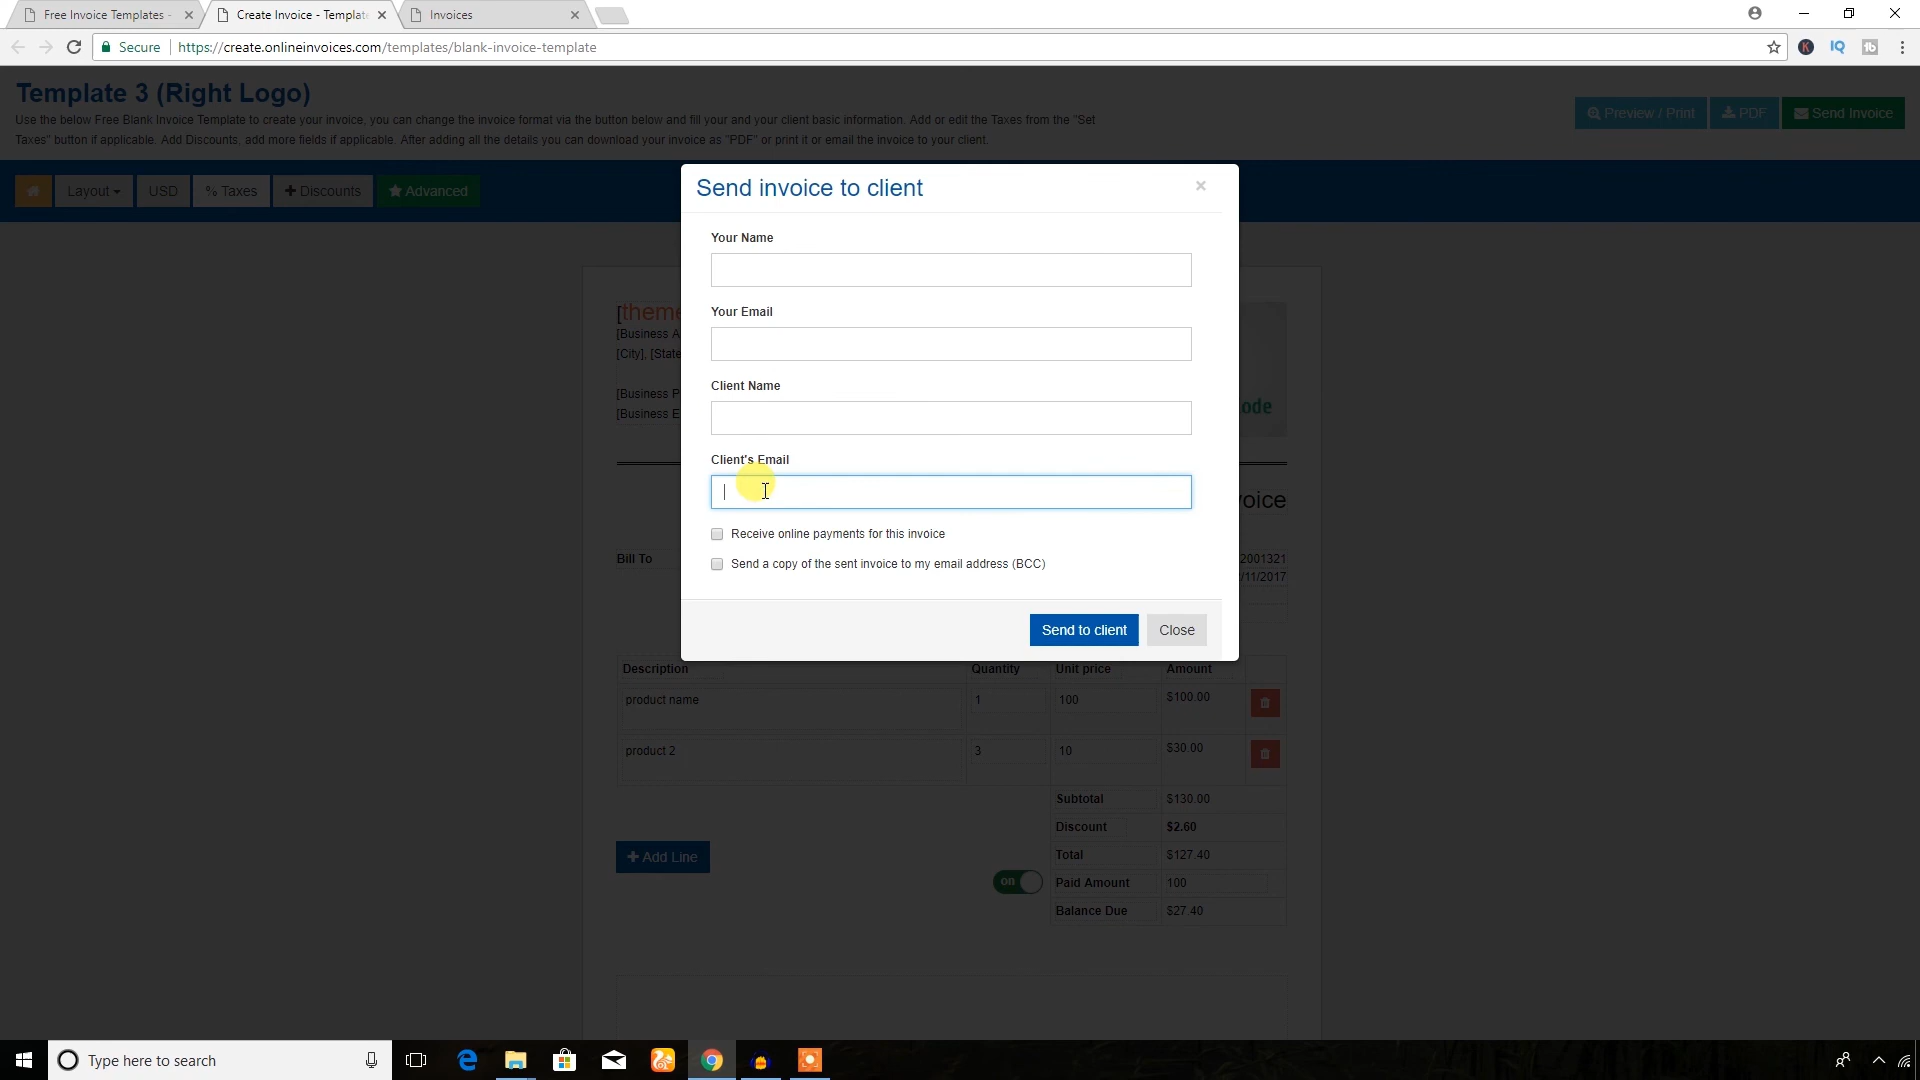 Free Invoice Templates -
Create Invoice - Template
Invoices
Secure
https://create.onlineinvoices.com/templates/blank-invoice-template
Template 3 (Right Logo)
Use the below Free Blank Invoice Template to create your invoice, you can change the invoice format via the button below and fill your and your client basic information. Add or edit the Taxes from the "Set
Taxes" button if applicable. Add Discounts, add more fields if applicable. After adding all the details you can download your invoice as "PDF" or print it or email the invoice to your client.
Preview / Print
PDF
Send Invoice
Layout
USD
% Taxes
Discounts
Advanced
Send invoice to client
×
Your Name
Your Email
Client Name
Client's Email
Receive online payments for this invoice
Send a copy of the sent invoice to my email address (BCC)
Send to client
Close
[theme
[Business A
[City], [State
[Business P
[Business E
ode
voice
Bill To
2001321
/11/2017
Description Quantity Unit price Amount
product name 1 100 $100.00
product 2 3 10 $30.00
Subtotal $130.00
Discount $2.60
Total $127.40
Add Line
on
Paid Amount 100
Balance Due $27.40
Type here to search